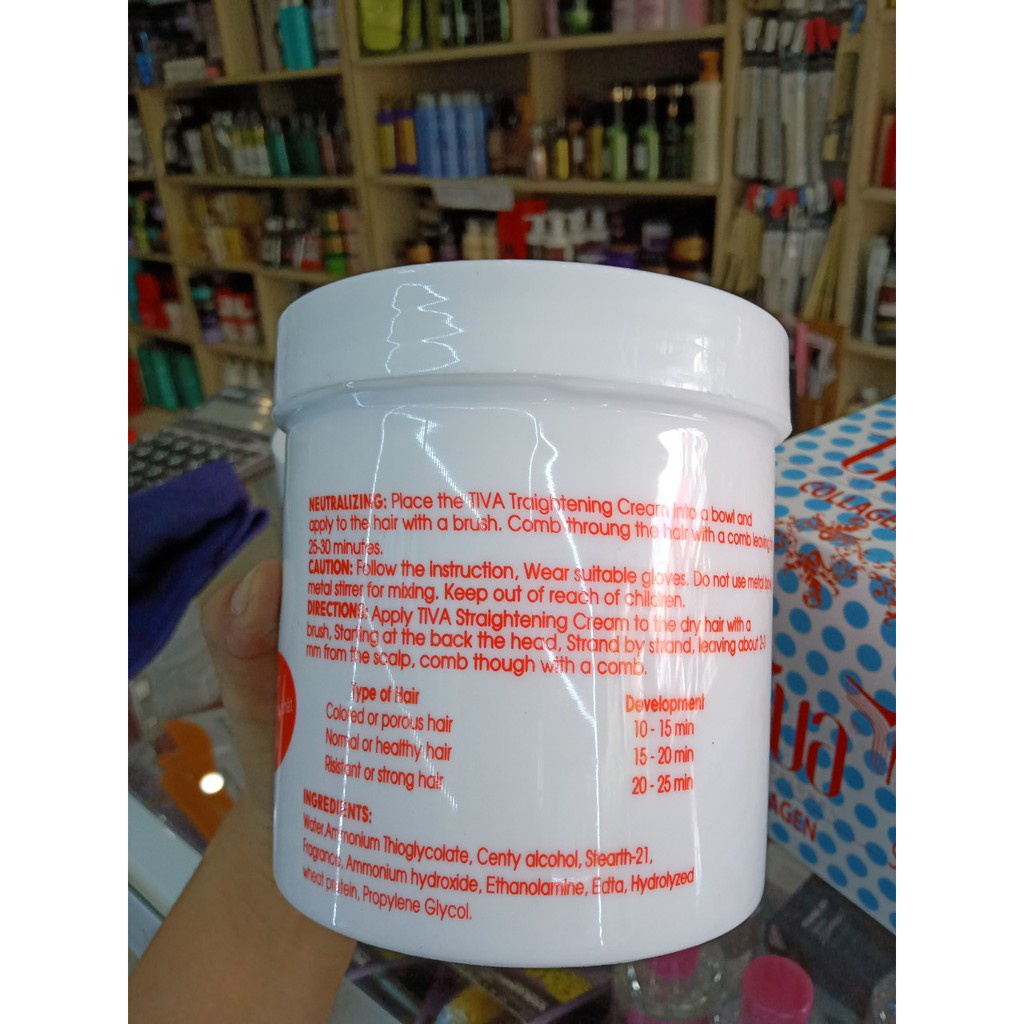 NEUTRALIZING: Place the TIVA Traightening Cream into a bowl and
apply to the hair with a brush. Comb throung the hair with a comb leaving
25-30 minutes.
CAUTION: Follow the instruction, Wear suitable gloves. Do not use metal
metal stirrer for mixing. Keep out of reach of children.
DIRECTIONS: Apply TIVA Straightening Cream to the dry hair with a
brush, Starting at the back the head, Strand by strand, leaving about
mm from the scalp, comb though with a comb.
Type of Hair Development
Colored or porous hair 10 - 15 min
Normal or healthy hair 15 - 20 min
Risistant or strong hair 20 - 25 min
INGREDIENTS:
Water, Ammonium Thioglycolate, Centy alcohol, Stearth-21,
Fragrance, Ammonium hydroxide, Ethanolamine, Edta, Hydrolyzed
wheat protein, Propylene Glycol.
COLLAGEN
AGEN